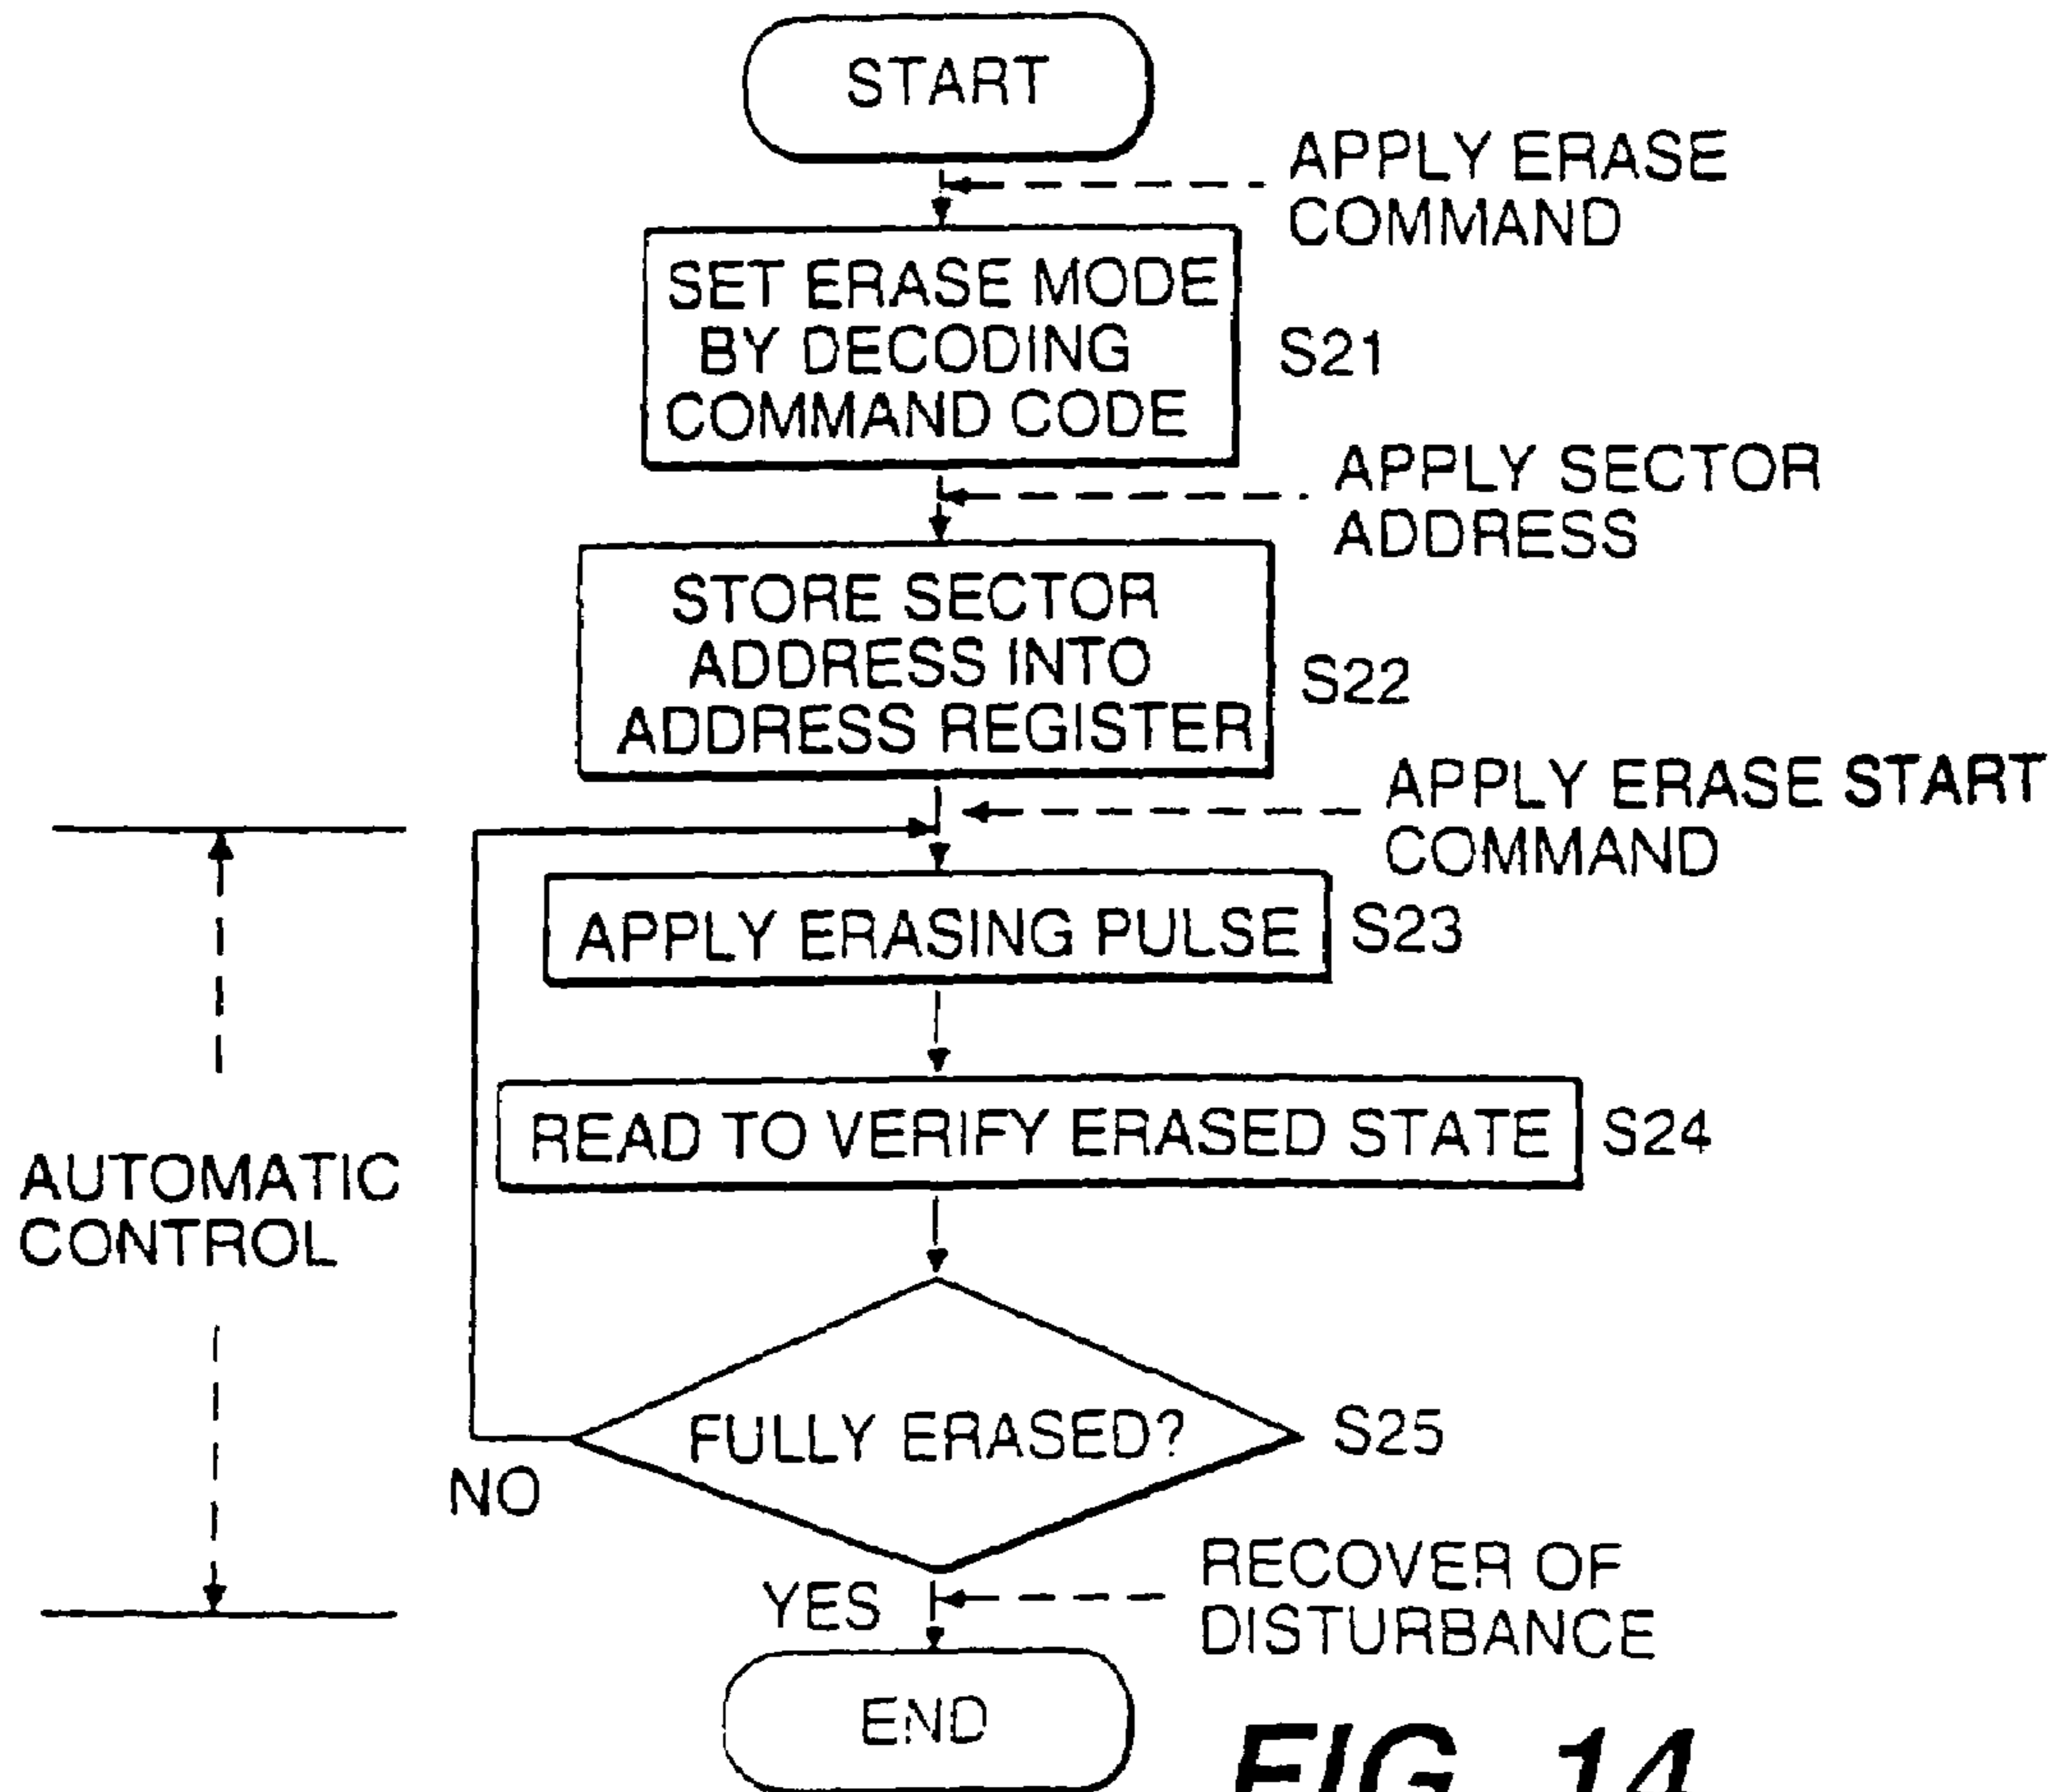 START
APPLY ERASE
COMMAND
SET ERASE MODE
BY DECODING
COMMAND CODE
S21
APPLY SECTOR
ADDRESS
STORE SECTOR
ADDRESS INTO
ADDRESS REGISTER
S22
APPLY ERASE START
COMMAND
APPLY ERASING PULSE
S23
READ TO VERIFY ERASED STATE
S24
AUTOMATIC
CONTROL
FULLY ERASED?
S25
NO
YES
RECOVER OF
DISTURBANCE
END
FIG. 14